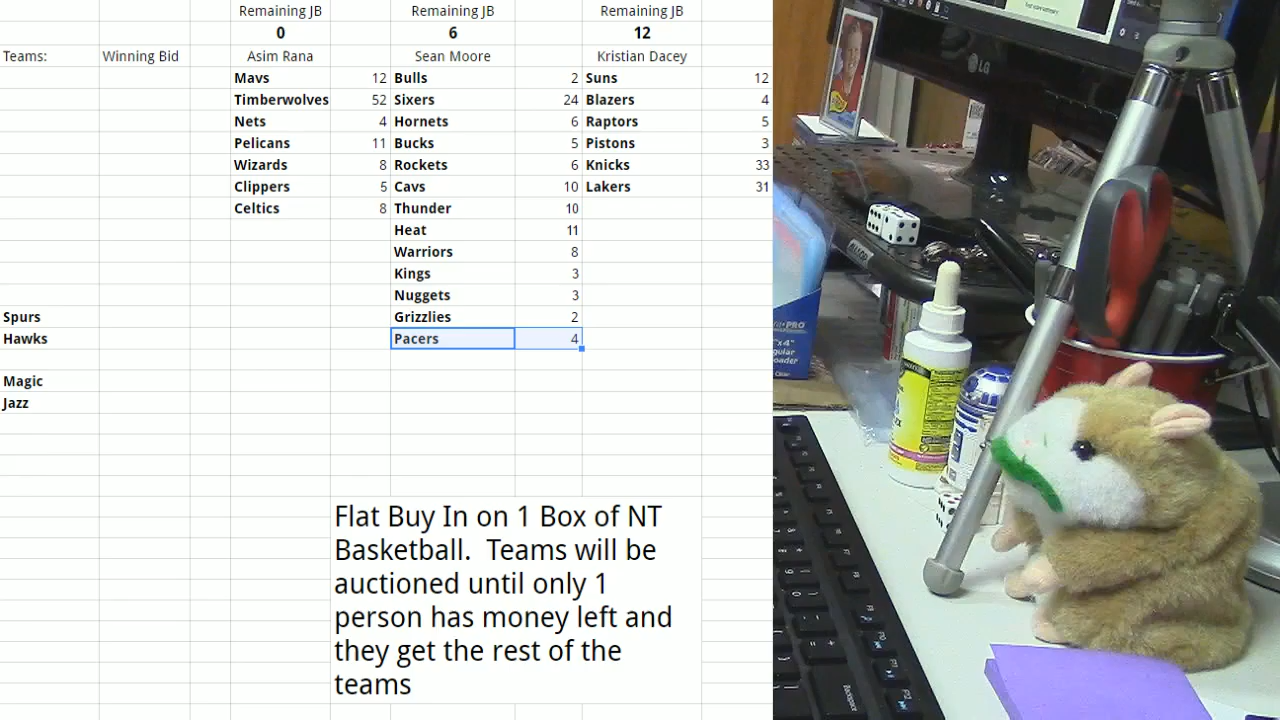 Remaining JB Remaining JB Remaining JB
0 6 12
Teams: Winning Bid Asim Rana Sean Moore Kristian Dacey
Mavs 12 Bulls 2 Suns 12
Timberwolves 52 Sixers 24 Blazers 4
Nets 4 Hornets 6 Raptors 5
Pelicans 11 Bucks 5 Pistons 3
Wizards 8 Rockets 6 Knicks 33
Clippers 5 Cavs 10 Lakers 31
Celtics 8 Thunder 10
Heat 11
Warriors 8
Kings 3
Nuggets 3
Spurs Grizzlies 2
Hawks Pacers 4
Magic
Jazz
Flat Buy In on 1 Box of NT
Basketball. Teams will be
auctioned until only 1
person has money left and
they get the rest of the
teams
LG
Backspace